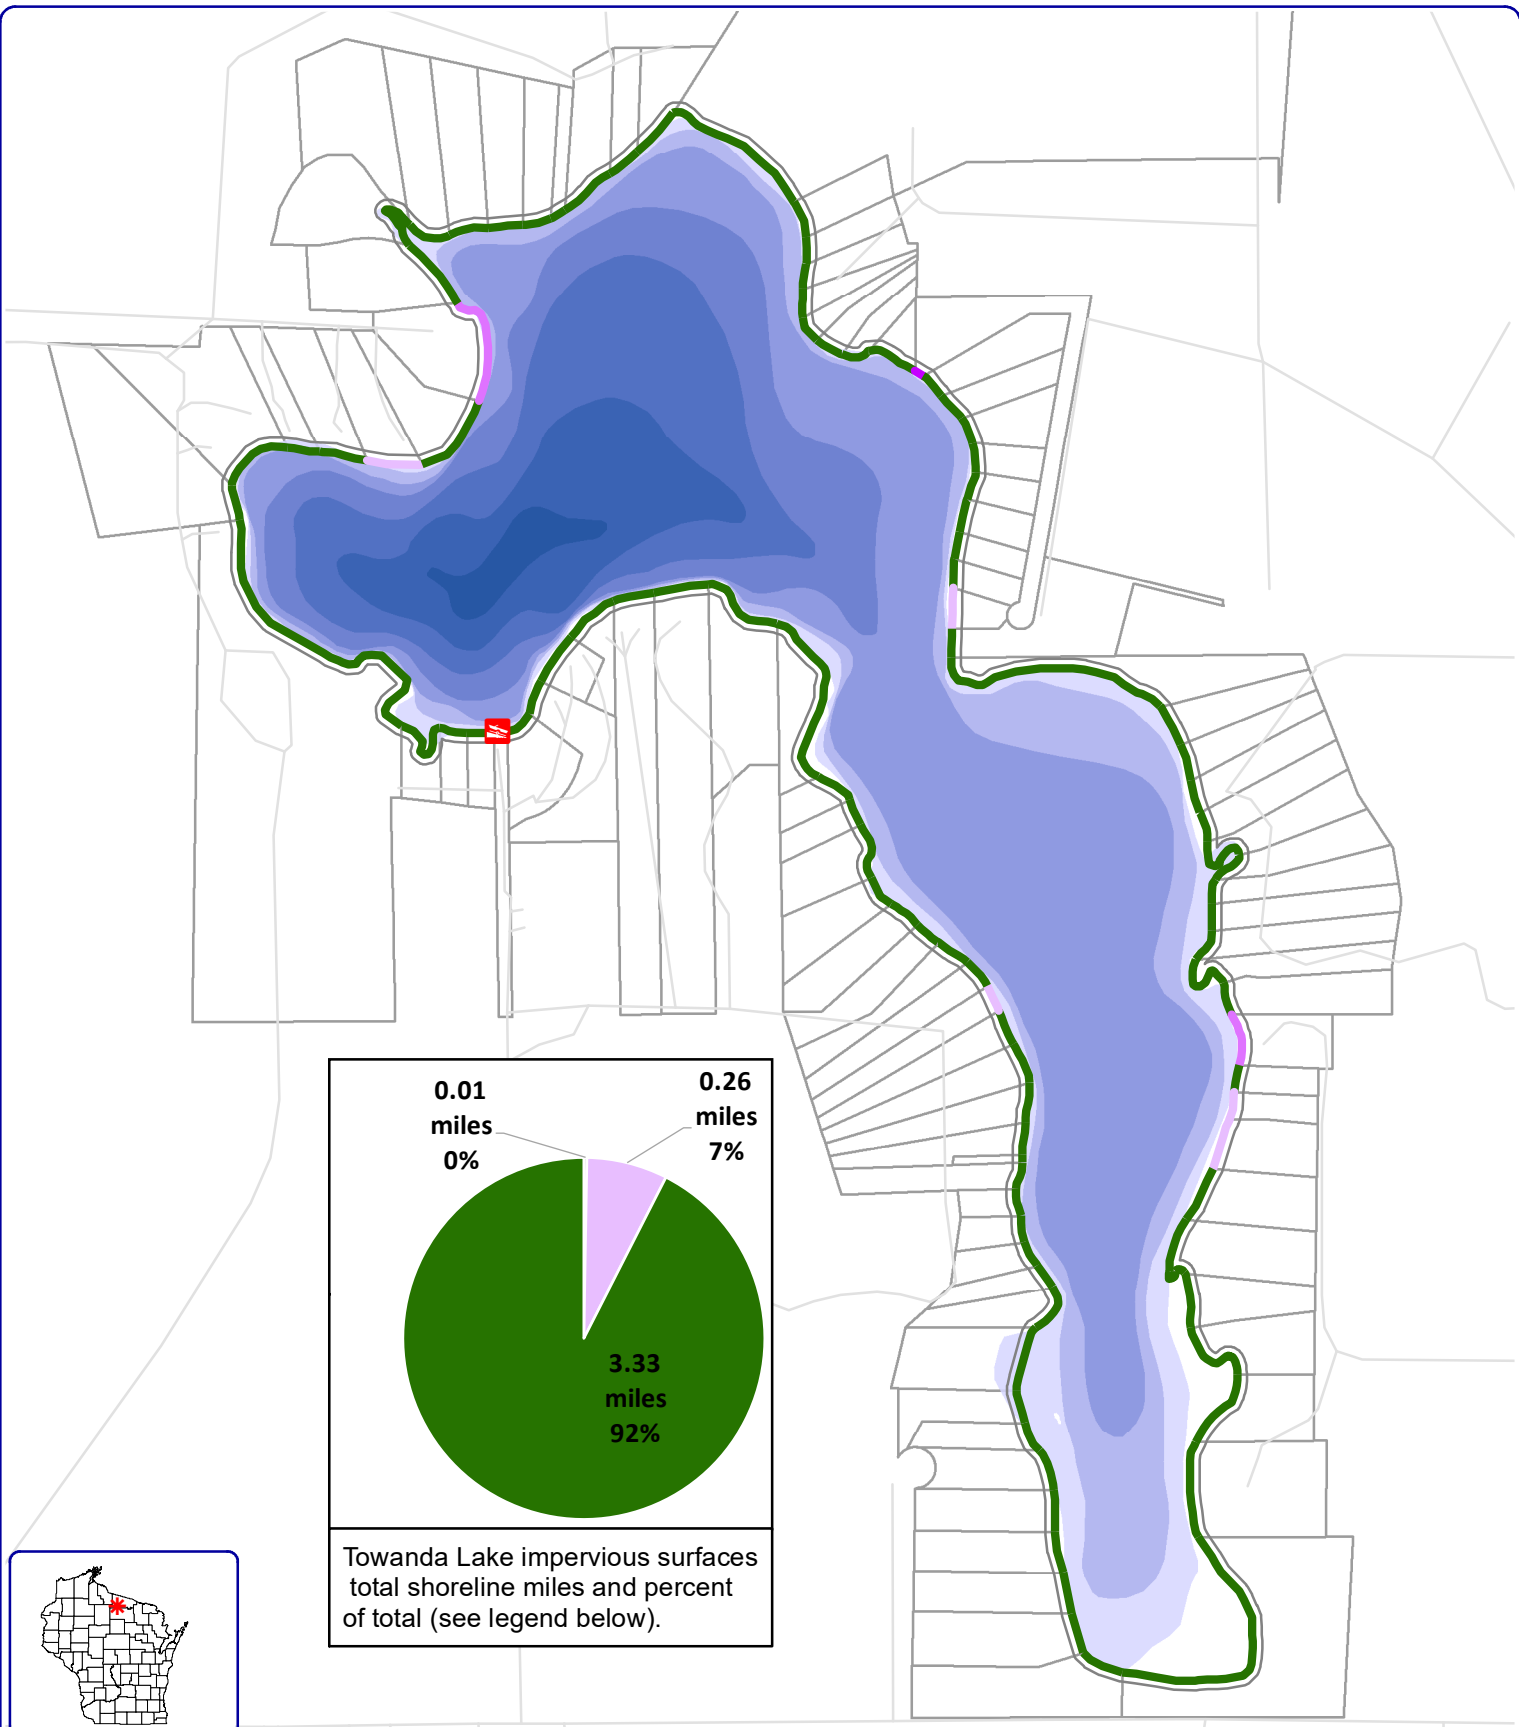 0.01
miles
0%
0.26
miles
7%
3.33
miles
92%
Towanda Lake impervious surfaces
total shoreline miles and percent
of total (see legend below).